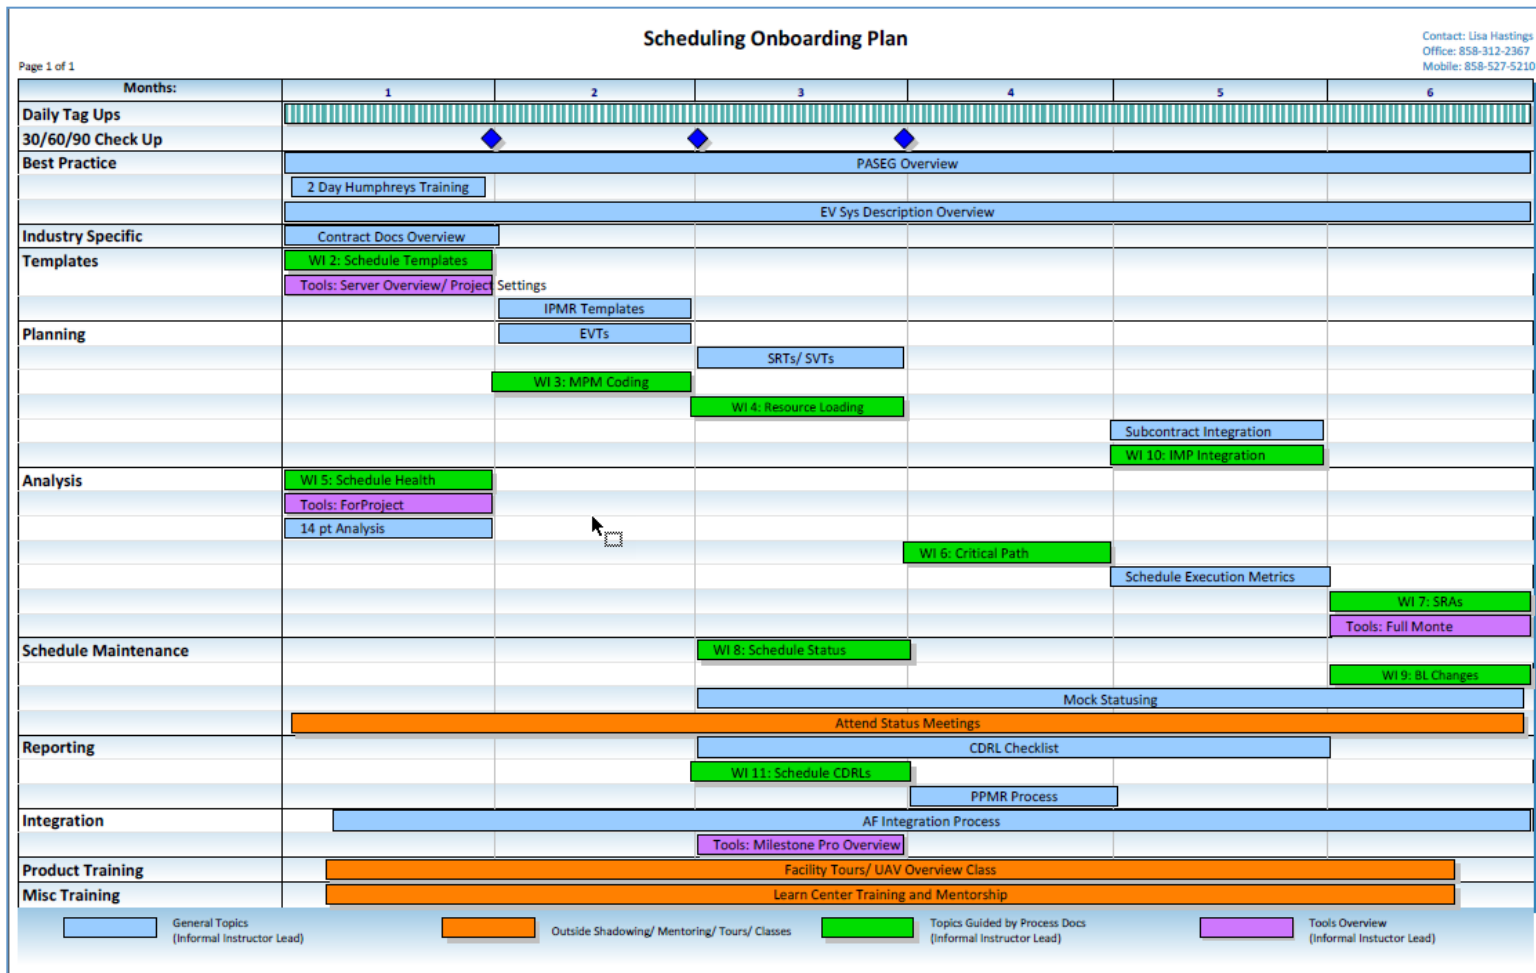 Scheduling Onboarding Plan
Contact: Lisa Hastings
Office: 858-312-2367
Mobile: 858-527-5210
Page 1 of 1
Months:
1 2 3 4 5 6
Daily Tag Ups
30/60/90 Check Up
Best Practice
PASEG Overview
2 Day Humphreys Training
EV Sys Description Overview
Industry Specific
Contract Docs Overview
Templates
WI 2: Schedule Templates
Tools: Server Overview/ Project Settings
IPMR Templates
Planning
EVTs
SRTs/ SVTs
WI 3: MPM Coding
WI 4: Resource Loading
Subcontract Integration
WI 10: IMP Integration
Analysis
WI 5: Schedule Health
Tools: ForProject
14 pt Analysis
WI 6: Critical Path
Schedule Execution Metrics
WI 7: SRAs
Tools: Full Monte
Schedule Maintenance
WI 8: Schedule Status
WI 9: BL Changes
Mock Statusing
Attend Status Meetings
Reporting
CDRL Checklist
WI 11: Schedule CDRLs
PPMR Process
Integration
AF Integration Process
Tools: Milestone Pro Overview
Product Training
Facility Tours/ UAV Overview Class
Misc Training
Learn Center Training and Mentorship
General Topics
(Informal Instructor Lead)
Outside Shadowing/ Mentoring/ Tours/ Classes
Topics Guided by Process Docs
(Informal Instructor Lead)
Tools Overview
(Informal Instuctor Lead)